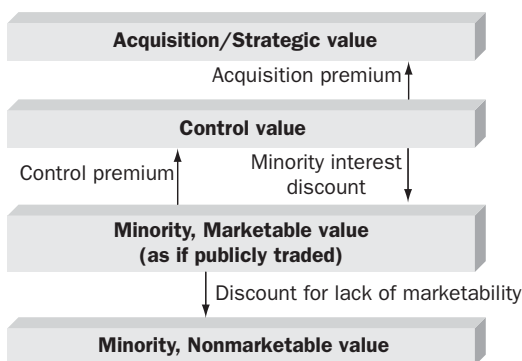 Acquisition/Strategic value
Acquisition premium
Control value
Control premium
Minority interest
discount
Minority, Marketable value
(as if publicly traded)
Discount for lack of marketability
Minority, Nonmarketable value